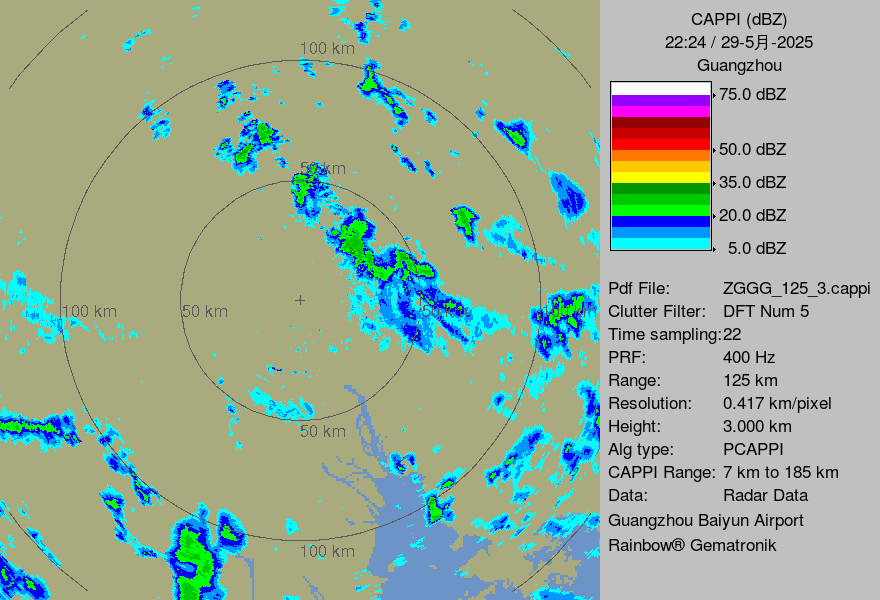 CAPPI (dBZ)
22:24 / 29-5月-2025
Guangzhou
75.0 dBZ
50.0 dBZ
35.0 dBZ
20.0 dBZ
5.0 dBZ
Pdf File: ZGGG_125_3.cappi
Clutter Filter: DFT Num 5
Time sampling:22
PRF: 400 Hz
Range: 125 km
Resolution: 0.417 km/pixel
Height: 3.000 km
Alg type: PCAPPI
CAPPI Range: 7 km to 185 km
Data: Radar Data
Guangzhou Baiyun Airport
Rainbow® Gematronik
100 km
50 km
100 km
50 km
50 km
50 km
100 km